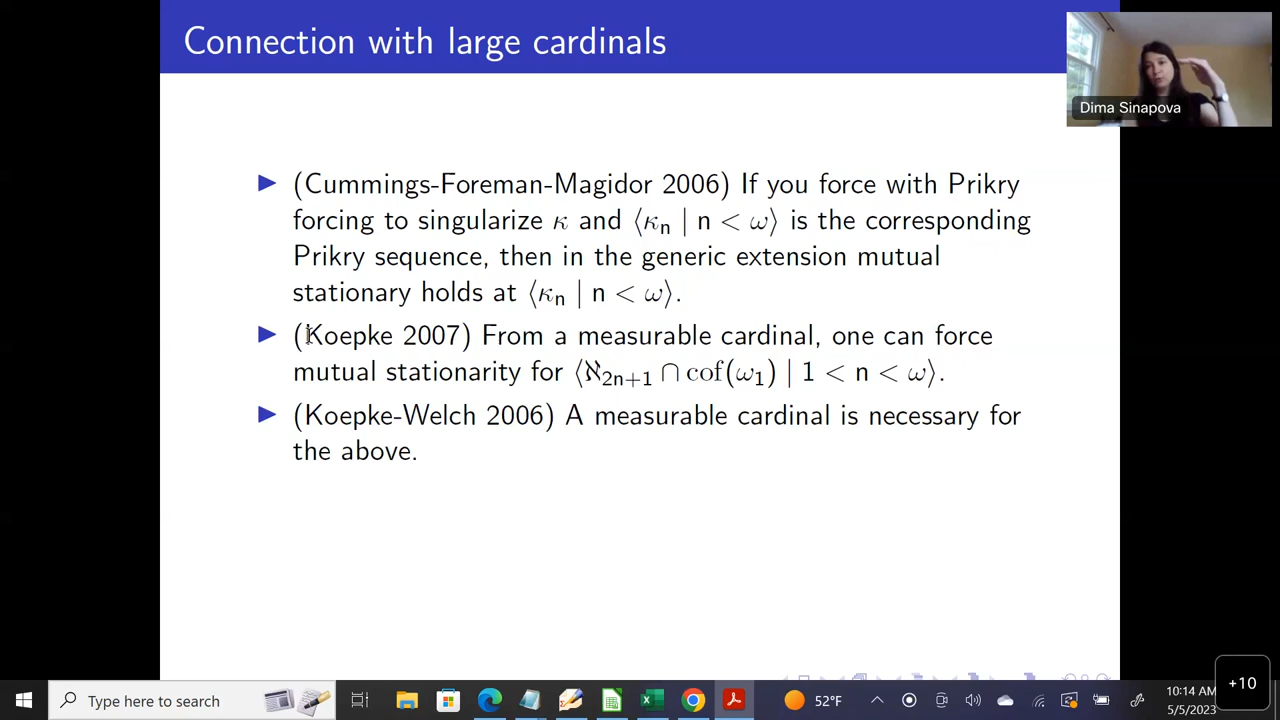 Connection with large cardinals
Dima Sinapova
▶ (Cummings-Foreman-Magidor 2006) If you force with Prikry
forcing to singularize κ and ⟨κₙ | n < ω⟩ is the corresponding
Prikry sequence, then in the generic extension mutual
stationary holds at ⟨κₙ | n < ω⟩.
▶ (Koepke 2007) From a measurable cardinal, one can force
mutual stationarity for ⟨ℵ₂ₙ₊₁ ∩ cof(ω₁) | 1 < n < ω⟩.
▶ (Koepke-Welch 2006) A measurable cardinal is necessary for
the above.
+10
Type here to search
52°F
10:14 AM
5/5/2023